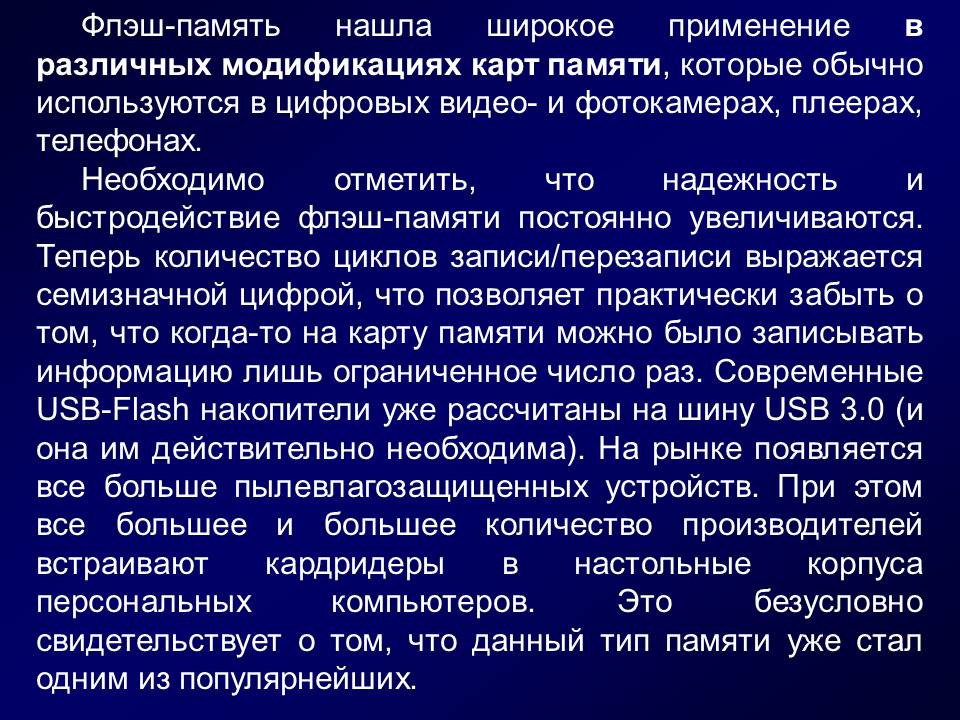 Флэш-память нашла широкое применение в
различных модификациях карт памяти, которые обычно
используются в цифровых видео- и фотокамерах, плеерах,
телефонах.
Необходимо отметить, что надежность и
быстродействие флэш-памяти постоянно увеличиваются.
Теперь количество циклов записи/перезаписи выражается
семизначной цифрой, что позволяет практически забыть о
том, что когда-то на карту памяти можно было записывать
информацию лишь ограниченное число раз. Современные
USB-Flash накопители уже рассчитаны на шину USB 3.0 (и
она им действительно необходима). На рынке появляется
все больше пылевлагозащищенных устройств. При этом
все большее и большее количество производителей
встраивают кардридеры в настольные корпуса
персональных компьютеров. Это безусловно
свидетельствует о том, что данный тип памяти уже стал
одним из популярнейших.